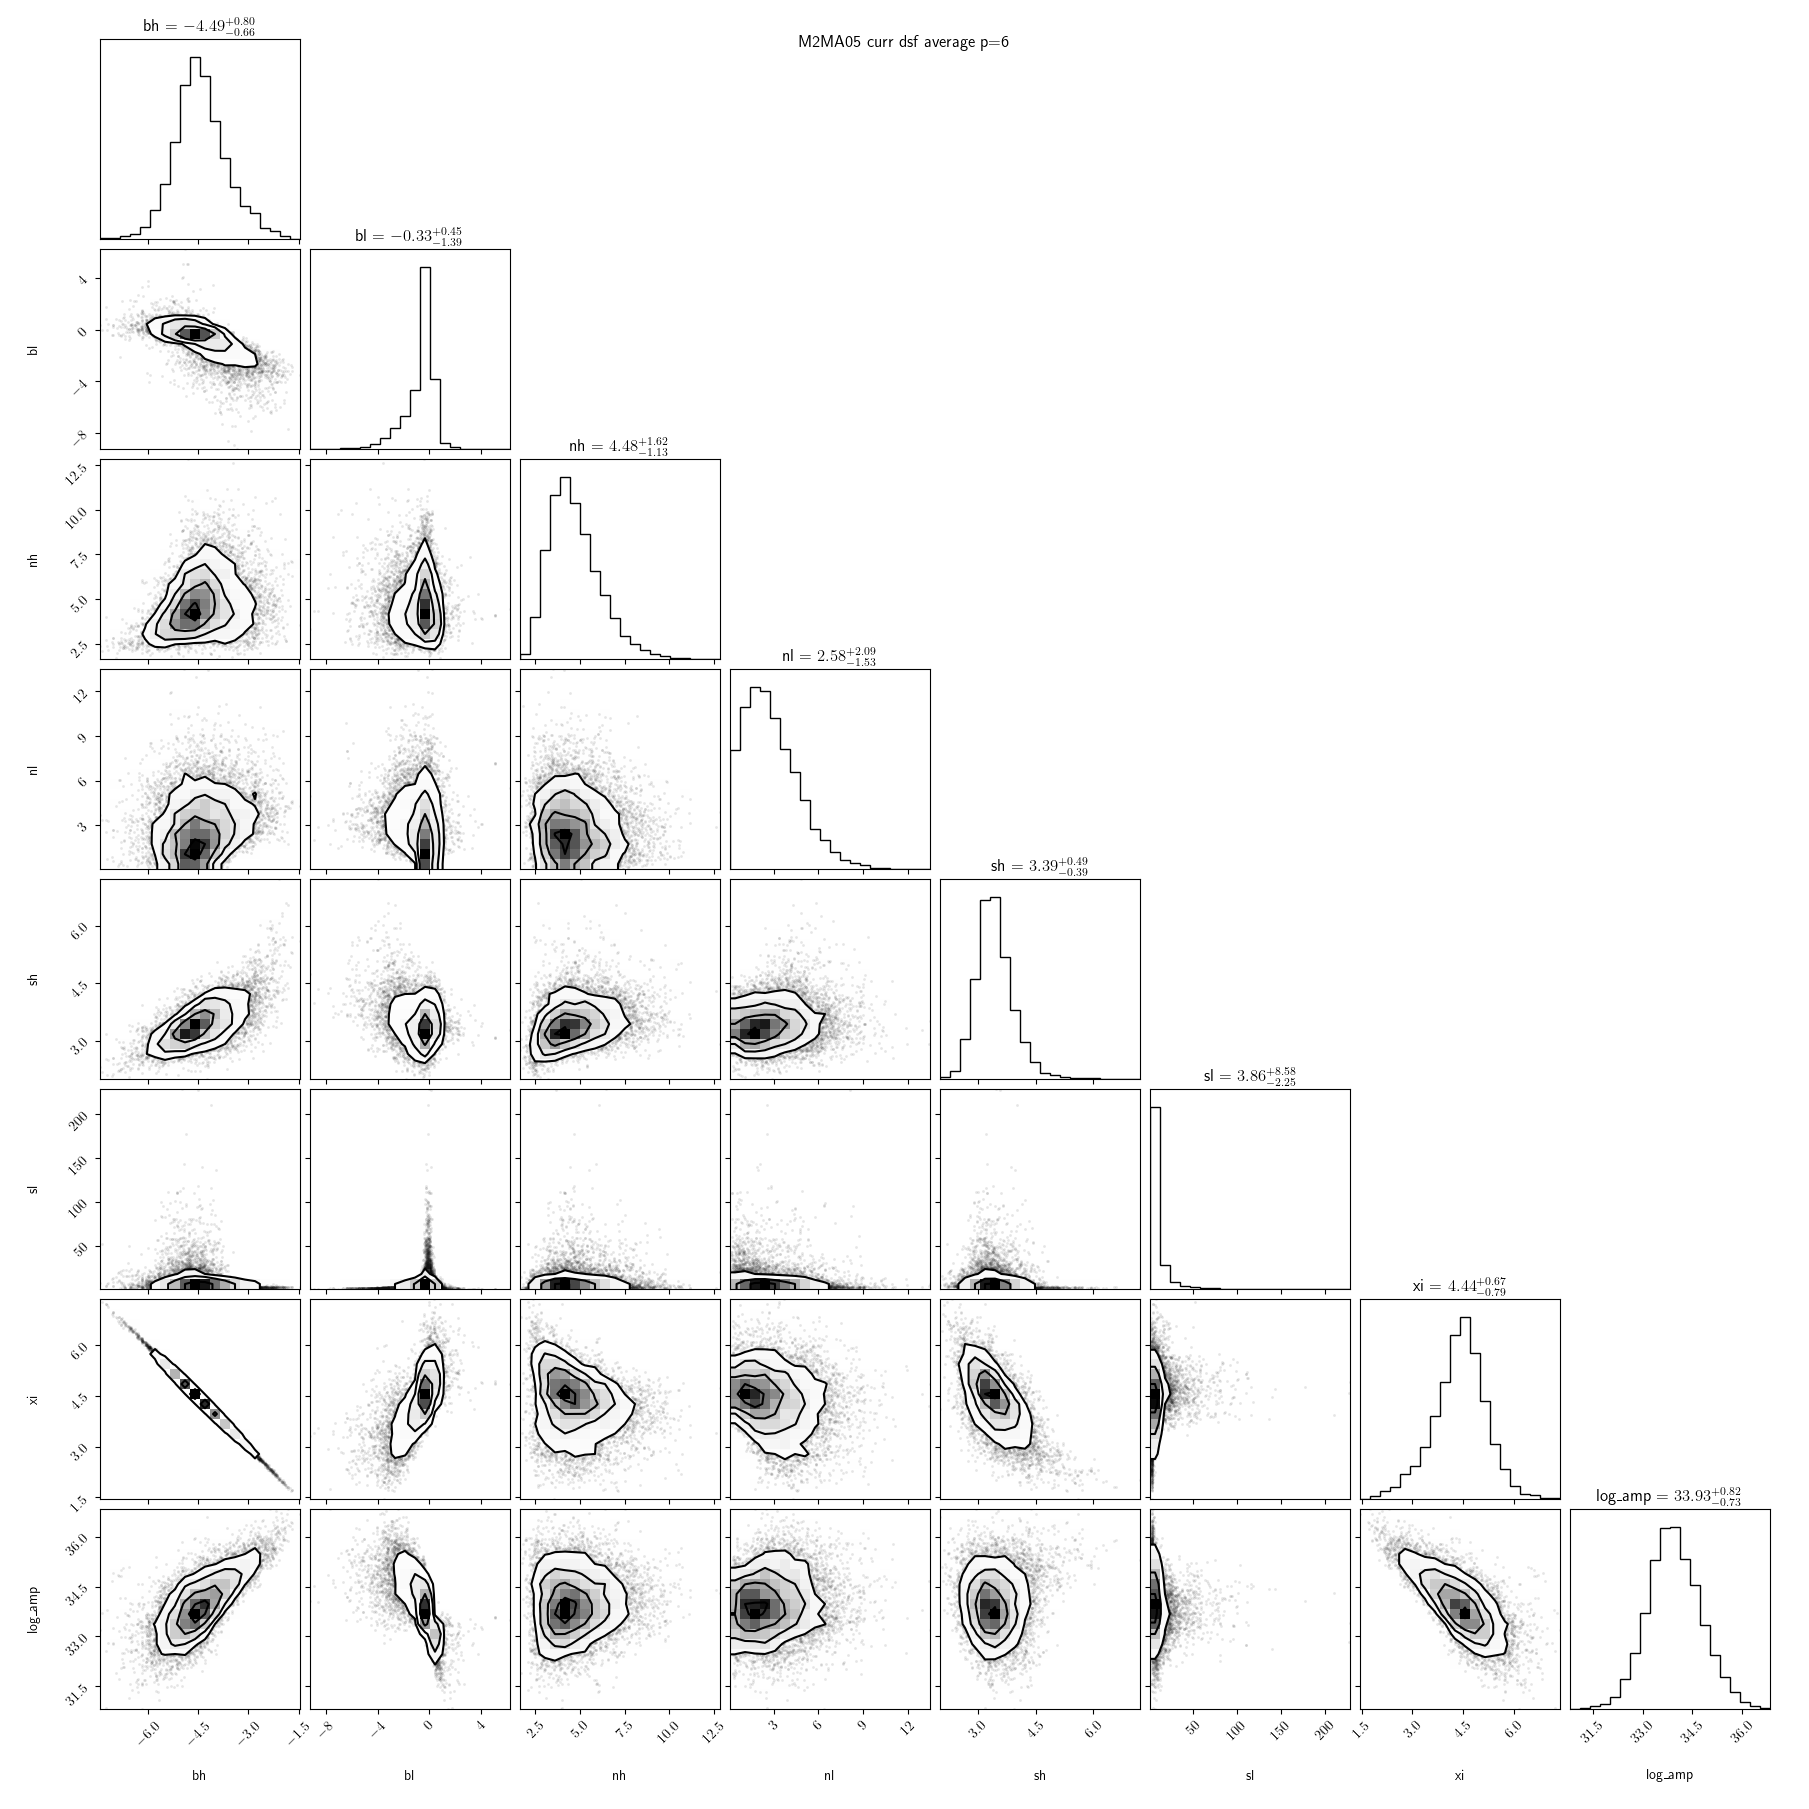 bh = −4.49+0.80−0.66
M2MA05 curr dsf average p=6
bl = −0.33+0.45−1.39
4
0
−4
−8
bl
nh = 4.48+1.62−1.13
12.5
10.0
7.5
5.0
2.5
nh
nl = 2.58+2.09−1.53
12
9
6
3
nl
sh = 3.39+0.49−0.39
6.0
4.5
3.0
sh
sl = 3.86+8.58−2.25
200
150
100
50
sl
xi = 4.44+0.67−0.79
6.0
4.5
3.0
1.5
xi
log_amp = 33.93+0.82−0.73
36.0
34.5
33.0
31.5
log_amp
−6.0 −4.5 −3.0 −1.5 −8 −4 0 4 2.5 5.0 7.5 10.0 12.5 3 6 9 12 3.0 4.5 6.0 50 100 150 200 1.5 3.0 4.5 6.0 31.5 33.0 34.5 36.0
bh bl nh nl sh sl xi log_amp